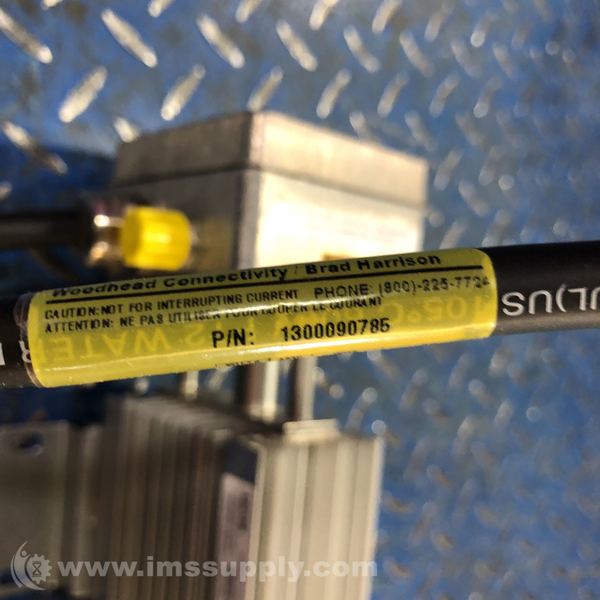 Woodhead Connectivity / Brad Harrison
CAUTION: NOT FOR INTERRUPTING CURRENT PHONE: (800)-225-7724
ATTENTION: NE PAS UTILISER POUR COUPER LE COURANT
P/N: 1300090785
105°C
WATER
UL)US
www.imssupply.com